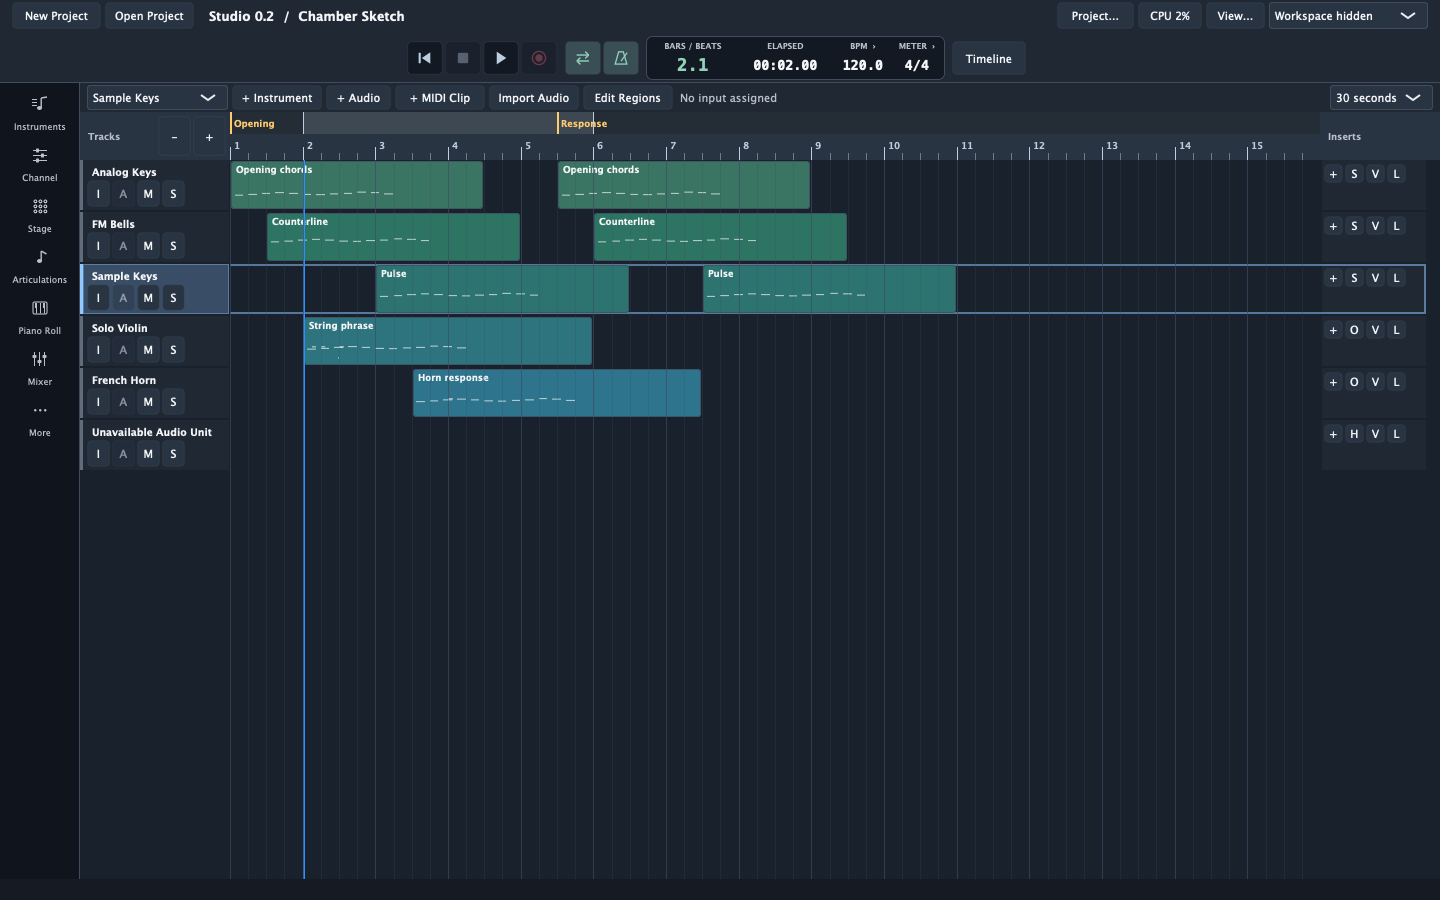 New Project Open Project Studio 0.2 / Chamber Sketch Project... CPU 2% View... Workspace hidden
BARS / BEATS ELAPSED BPM › METER ›
2.1 00:02.00 120.0 4/4 Timeline
Sample Keys + Instrument + Audio + MIDI Clip Import Audio Edit Regions No input assigned 30 seconds
Instruments
Channel
Stage
Articulations
Piano Roll
Mixer
More
Opening Response
Tracks - + Inserts
1 2 3 4 5 6 7 8 9 10 11 12 13 14 15
Analog Keys Opening chords Opening chords + S V L
I A M S
FM Bells Counterline Counterline + S V L
I A M S
Sample Keys Pulse Pulse + S V L
I A M S
Solo Violin String phrase + O V L
I A M S
French Horn Horn response + O V L
I A M S
Unavailable Audio Unit + H V L
I A M S